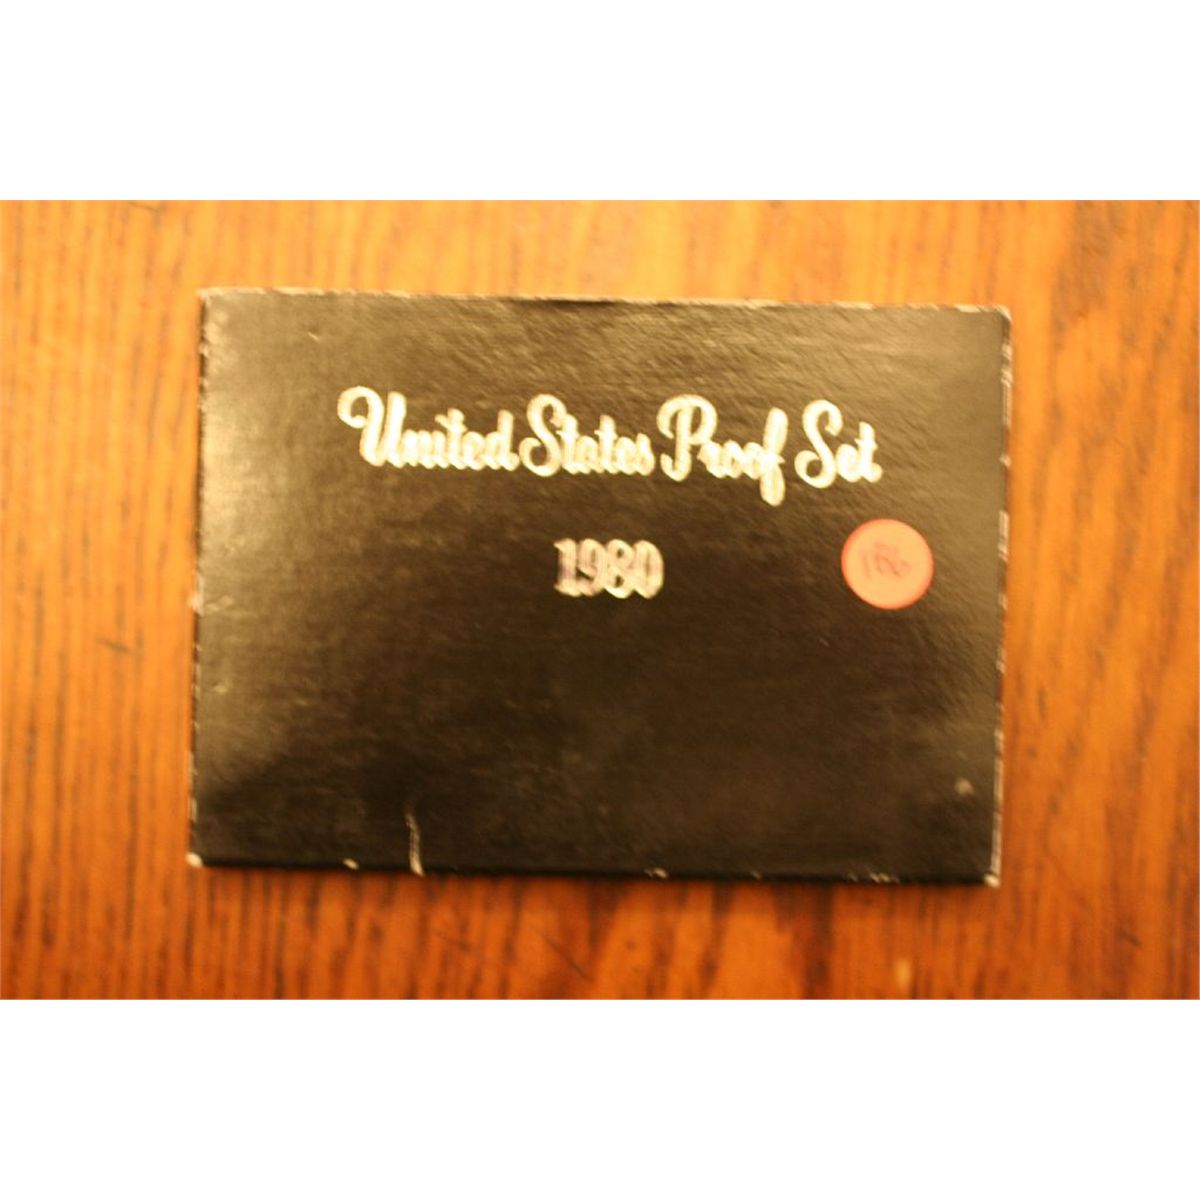 United States Proof Set
1980